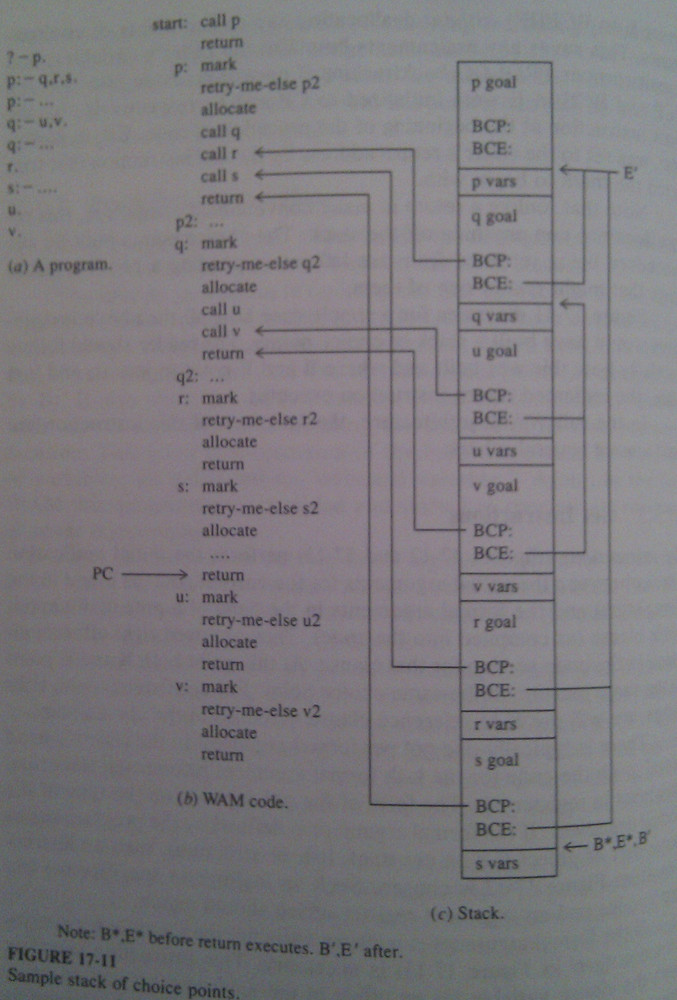 ? – p.
p: – q,r,s.
p: – ...
q: – u,v.
q: – ...
r.
s: – ....
u.
v.
(a) A program.
start: call p
return
p: mark
retry-me-else p2
allocate
call q
call r
call s
return
p2: ...
q: mark
retry-me-else q2
allocate
call u
call v
return
q2: ...
r: mark
retry-me-else r2
allocate
return
s: mark
retry-me-else s2
allocate
....
PC
return
u: mark
retry-me-else u2
allocate
return
v: mark
retry-me-else v2
allocate
return
(b) WAM code.
p goal
BCP:
BCE:
E'
p vars
q goal
BCP:
BCE:
q vars
u goal
BCP:
BCE:
u vars
v goal
BCP:
BCE:
v vars
r goal
BCP:
BCE:
r vars
s goal
BCP:
BCE:
B*,E*,B'
s vars
(c) Stack.
Note: B*,E* before return executes. B',E' after.
FIGURE 17-11
Sample stack of choice points.